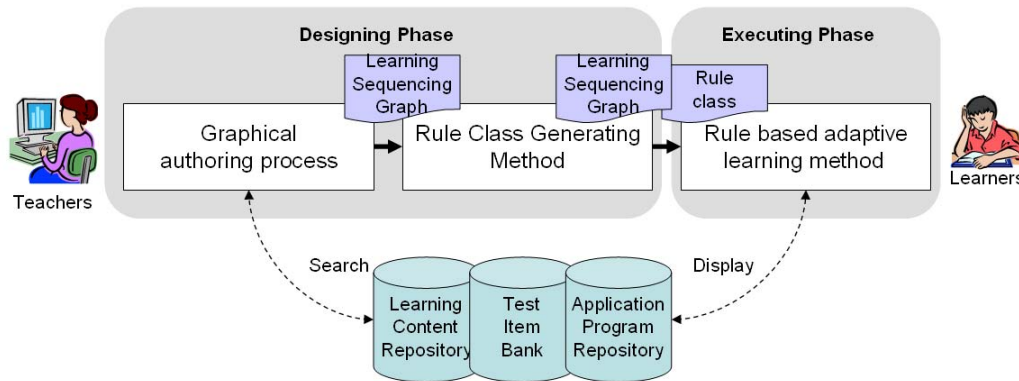 Designing Phase
Executing Phase
Learning
Sequencing
Graph
Learning
Sequencing
Graph
Rule
class
Graphical
authoring process
Rule Class Generating
Method
Rule based adaptive
learning method
Teachers
Learners
Search
Display
Learning
Content
Repository
Test
Item
Bank
Application
Program
Repository